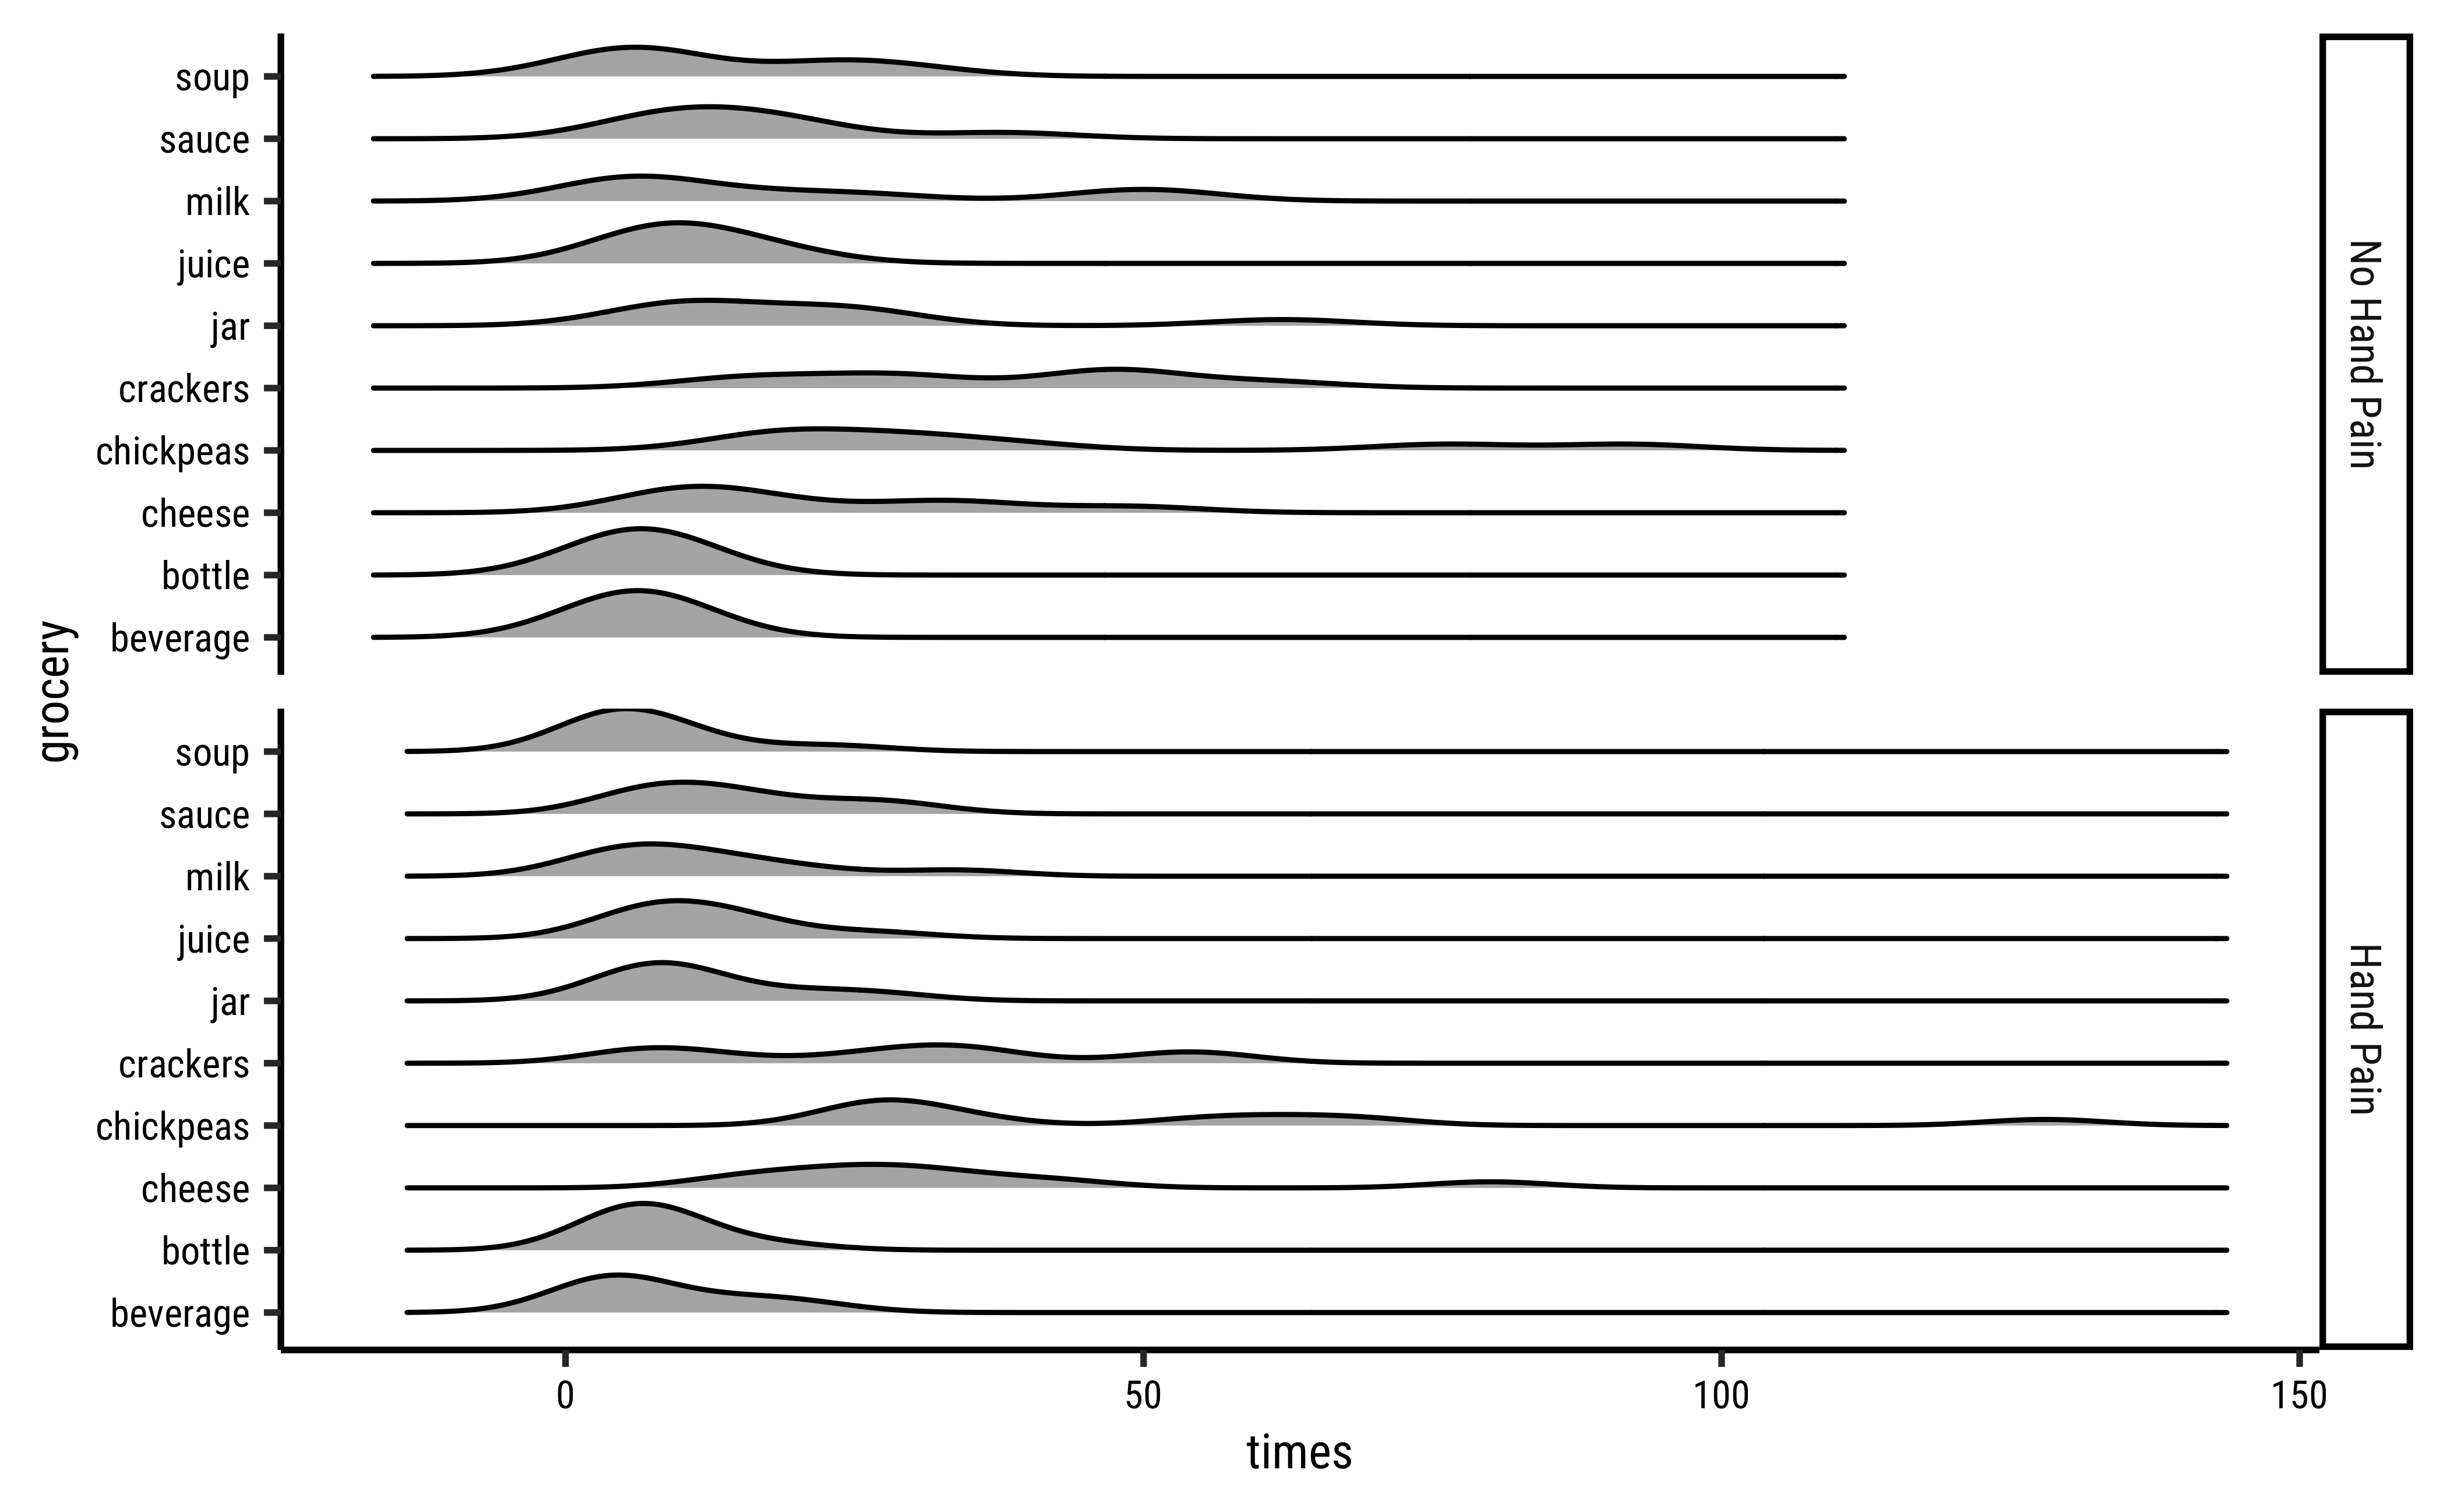 grocery
soup
sauce
milk
juice
jar
crackers
chickpeas
cheese
bottle
beverage
No Hand Pain
soup
sauce
milk
juice
jar
crackers
chickpeas
cheese
bottle
beverage
Hand Pain
0 50 100 150
times